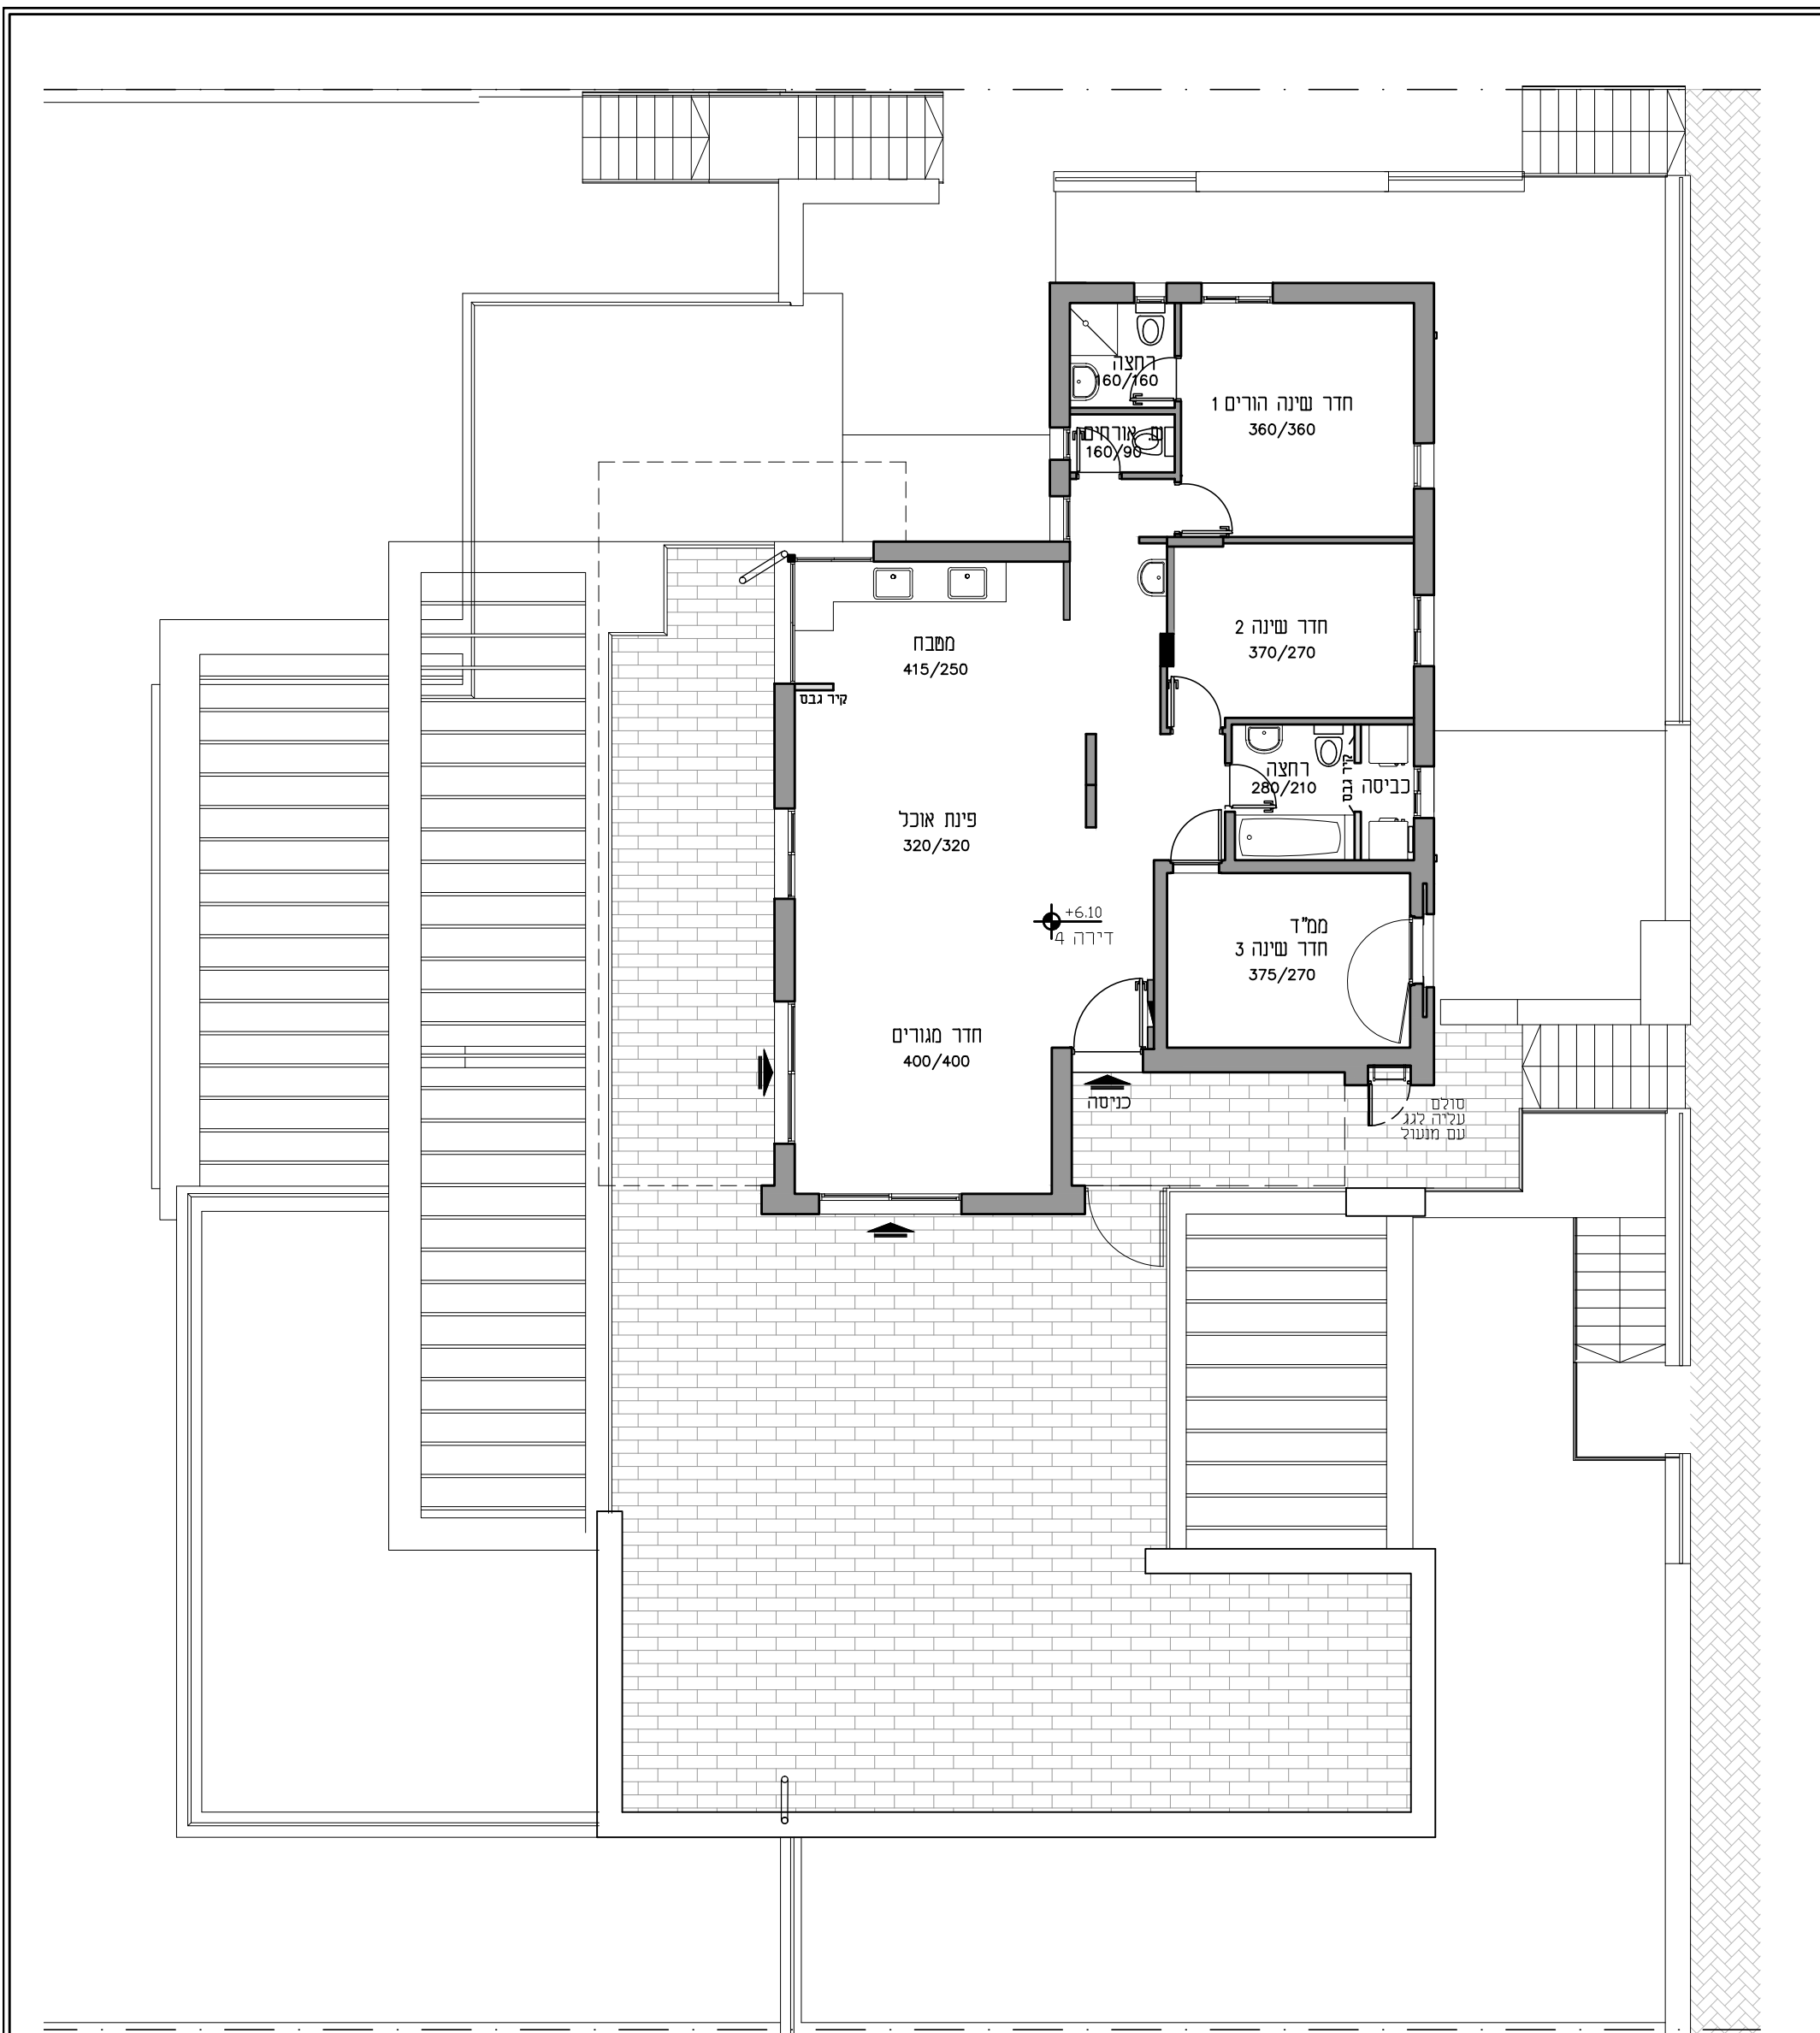 רחצה
160/160
חדר שינה הורים 1
360/360
ש. אורחים
160/90
חדר שינה 2
370/270
מטבח
415/250
קיר גבס
רחצה
280/210
קיר גבס
כביסה
פינת אוכל
320/320
+6.10
דירה 4
ממ"ד
חדר שינה 3
375/270
חדר מגורים
400/400
כניסה
סולם
עליה לגג
עם מנעול